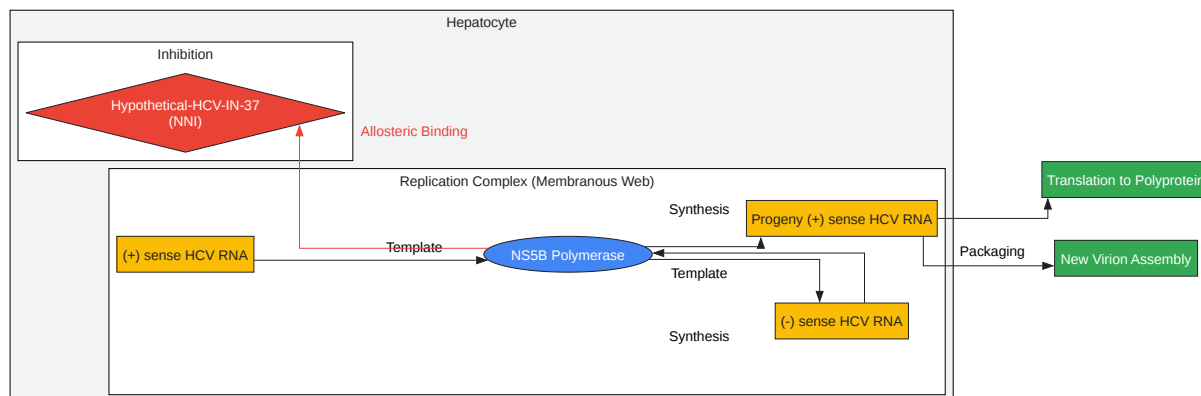 Hepatocyte
Inhibition
Hypothetical-HCV-IN-37
(NNI)
Allosteric Binding
Replication Complex (Membranous Web)
Translation to Polyprotein
Synthesis
Progeny (+) sense HCV RNA
(+) sense HCV RNA
Template
NS5B Polymerase
Packaging
New Virion Assembly
Template
(-) sense HCV RNA
Synthesis